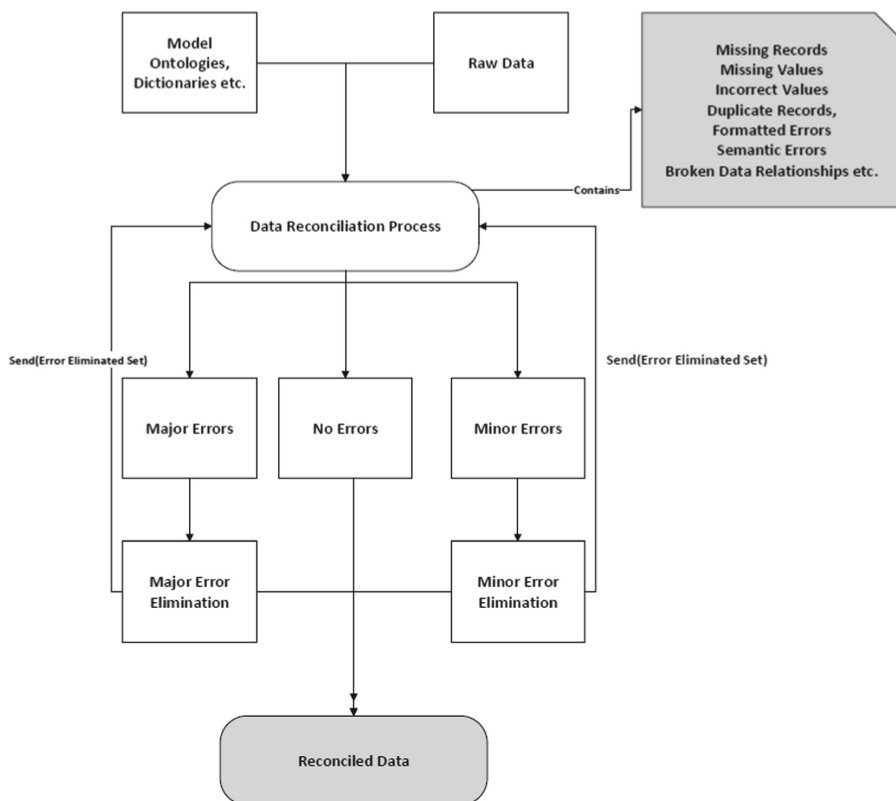 Model
Ontologies,
Dictionaries etc.
Raw Data
Missing Records
Missing Values
Incorrect Values
Duplicate Records,
Formatted Errors
Semantic Errors
Broken Data Relationships etc.
Contains
Data Reconciliation Process
Send(Error Eliminated Set)
Send(Error Eliminated Set)
Major Errors
No Errors
Minor Errors
Major Error
Elimination
Minor Error
Elimination
Reconciled Data